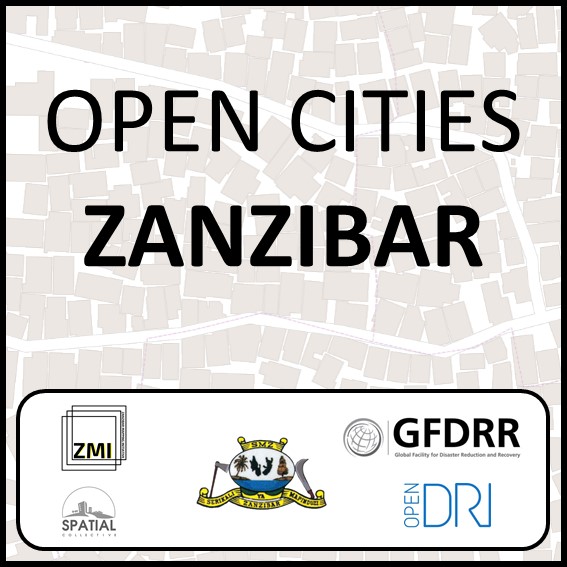 OPEN CITIES
ZANZIBAR
ZMI
SMZ
SERIKALI YA MAPINDUZI
ZANZIBAR
GFDRR
Global Facility for Disaster Reduction and Recovery
SPATIAL
COLLECTIVE
OPEN
DRI